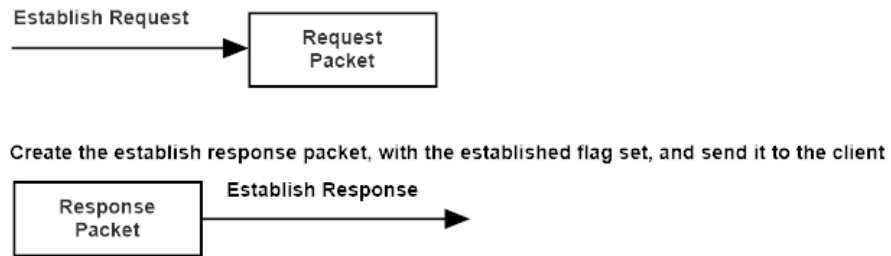 Establish Request
Request
Packet
Create the establish response packet, with the established flag set, and send it to the client
Establish Response
Response
Packet